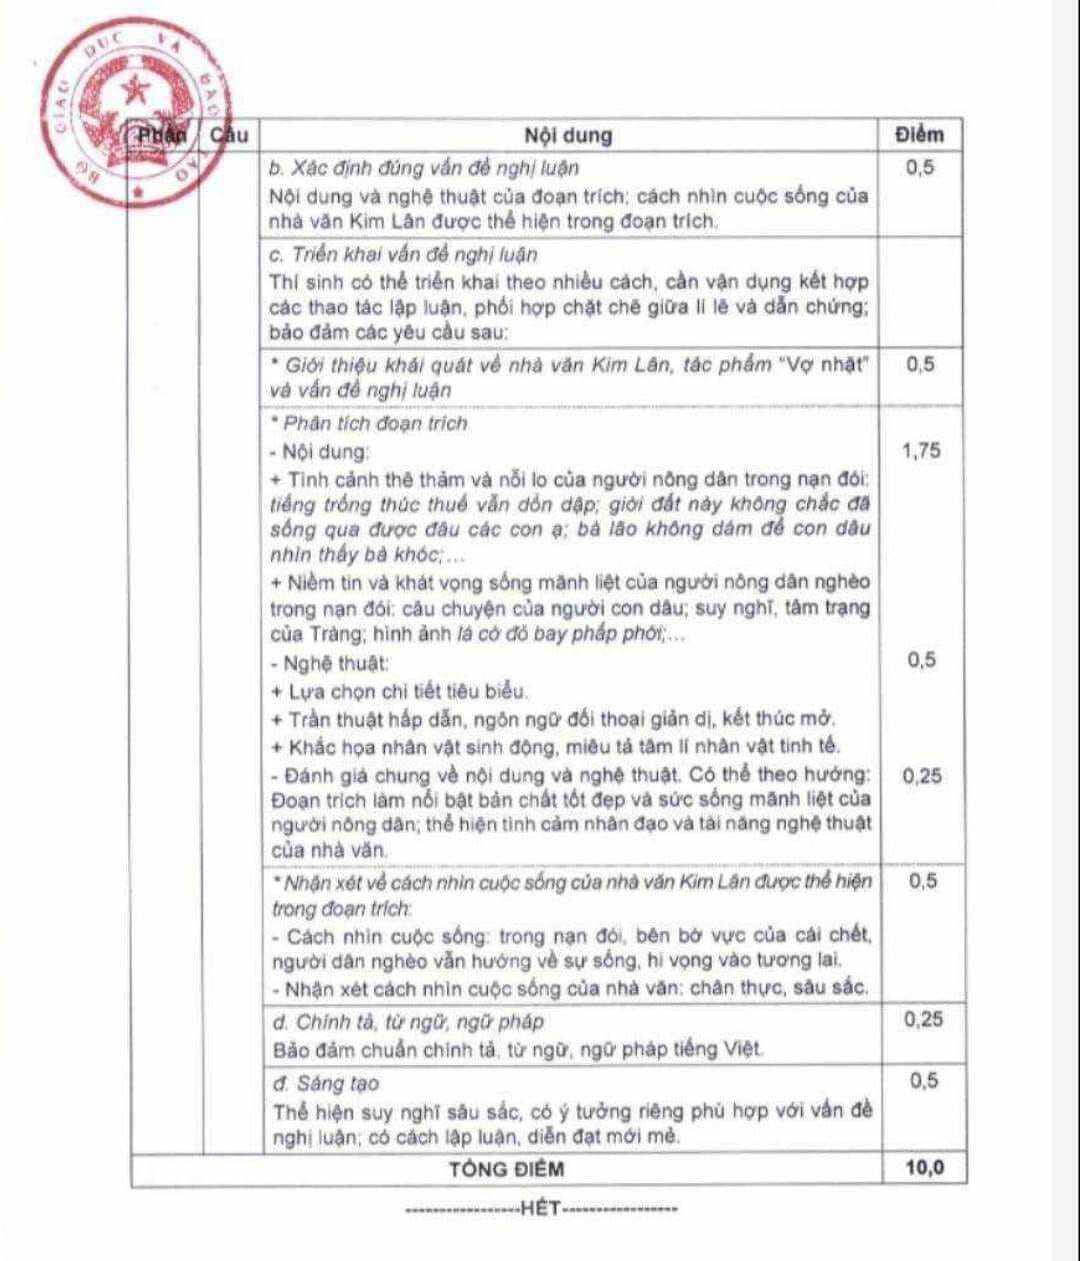 BỘ GIÁO DỤC VÀ ĐÀO TẠO
Phần Câu Nội dung Điểm
b. Xác định đúng vấn đề nghị luận 0,5
Nội dung và nghệ thuật của đoạn trích; cách nhìn cuộc sống của
nhà văn Kim Lân được thể hiện trong đoạn trích.
c. Triển khai vấn đề nghị luận
Thí sinh có thể triển khai theo nhiều cách, cần vận dụng kết hợp
các thao tác lập luận, phối hợp chặt chẽ giữa lí lẽ và dẫn chứng;
bảo đảm các yêu cầu sau:
* Giới thiệu khái quát về nhà văn Kim Lân, tác phẩm "Vợ nhặt" 0,5
và vấn đề nghị luận
* Phân tích đoạn trích
- Nội dung: 1,75
+ Tình cảnh thê thảm và nỗi lo của người nông dân trong nạn đói:
tiếng trống thúc thuế vẫn dồn dập; giời đất này không chắc đã
sống qua được đâu các con ạ; bà lão không dám để con dâu
nhìn thấy bà khóc;...
+ Niềm tin và khát vọng sống mãnh liệt của người nông dân nghèo
trong nạn đói: câu chuyện của người con dâu; suy nghĩ, tâm trạng
của Tràng; hình ảnh lá cờ đỏ bay phấp phới;...
- Nghệ thuật: 0,5
+ Lựa chọn chi tiết tiêu biểu.
+ Trần thuật hấp dẫn, ngôn ngữ đối thoại giản dị, kết thúc mở.
+ Khắc họa nhân vật sinh động, miêu tả tâm lí nhân vật tinh tế.
- Đánh giá chung về nội dung và nghệ thuật. Có thể theo hướng: 0,25
Đoạn trích làm nổi bật bản chất tốt đẹp và sức sống mãnh liệt của
người nông dân; thể hiện tình cảm nhân đạo và tài năng nghệ thuật
của nhà văn.
* Nhận xét về cách nhìn cuộc sống của nhà văn Kim Lân được thể hiện 0,5
trong đoạn trích:
- Cách nhìn cuộc sống: trong nạn đói, bên bờ vực của cái chết,
người dân nghèo vẫn hướng về sự sống, hi vọng vào tương lai.
- Nhận xét cách nhìn cuộc sống của nhà văn: chân thực, sâu sắc.
d. Chính tả, từ ngữ, ngữ pháp 0,25
Bảo đảm chuẩn chính tả, từ ngữ, ngữ pháp tiếng Việt.
đ. Sáng tạo 0,5
Thể hiện suy nghĩ sâu sắc, có ý tưởng riêng phù hợp với vấn đề
nghị luận; có cách lập luận, diễn đạt mới mẻ.
TỔNG ĐIỂM 10,0
-----------------HẾT-----------------